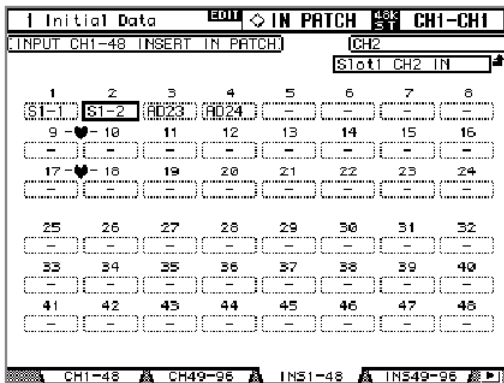 1 Initial Data EDIT IN PATCH 48K ST CH1-CH1
INPUT CH1-48 INSERT IN PATCH CH2
Slot1 CH2 IN
1 2 3 4 5 6 7 8
S1-1 S1-2 AD23 AD24 - - - -
9 - ♥ - 10 11 12 13 14 15 16
- - - - - - - -
17 - ♥ - 18 19 20 21 22 23 24
- - - - - - - -
25 26 27 28 29 30 31 32
- - - - - - - -
33 34 35 36 37 38 39 40
- - - - - - - -
41 42 43 44 45 46 47 48
- - - - - - - -
CH1-48 CH49-96 INS1-48 INS49-96